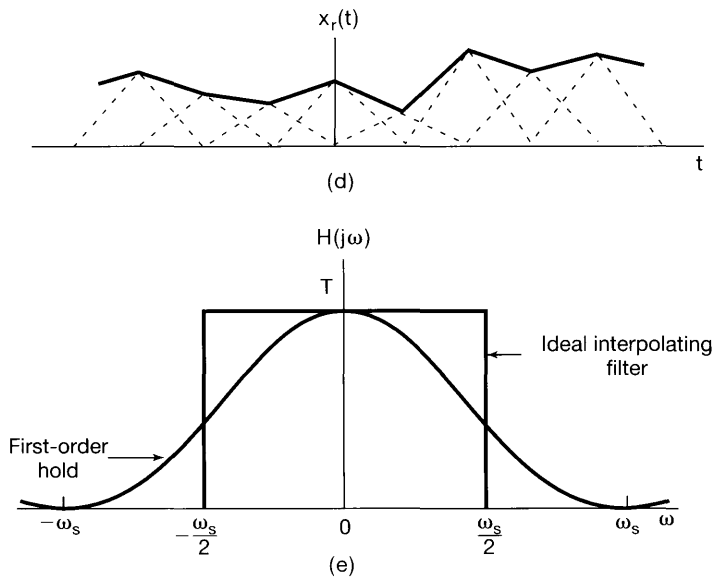 xr(t)
t
(d)
H(jω)
T
Ideal interpolating
filter
First-order
hold
−ωs
−ωs/2
0
ωs/2
ωs
ω
(e)